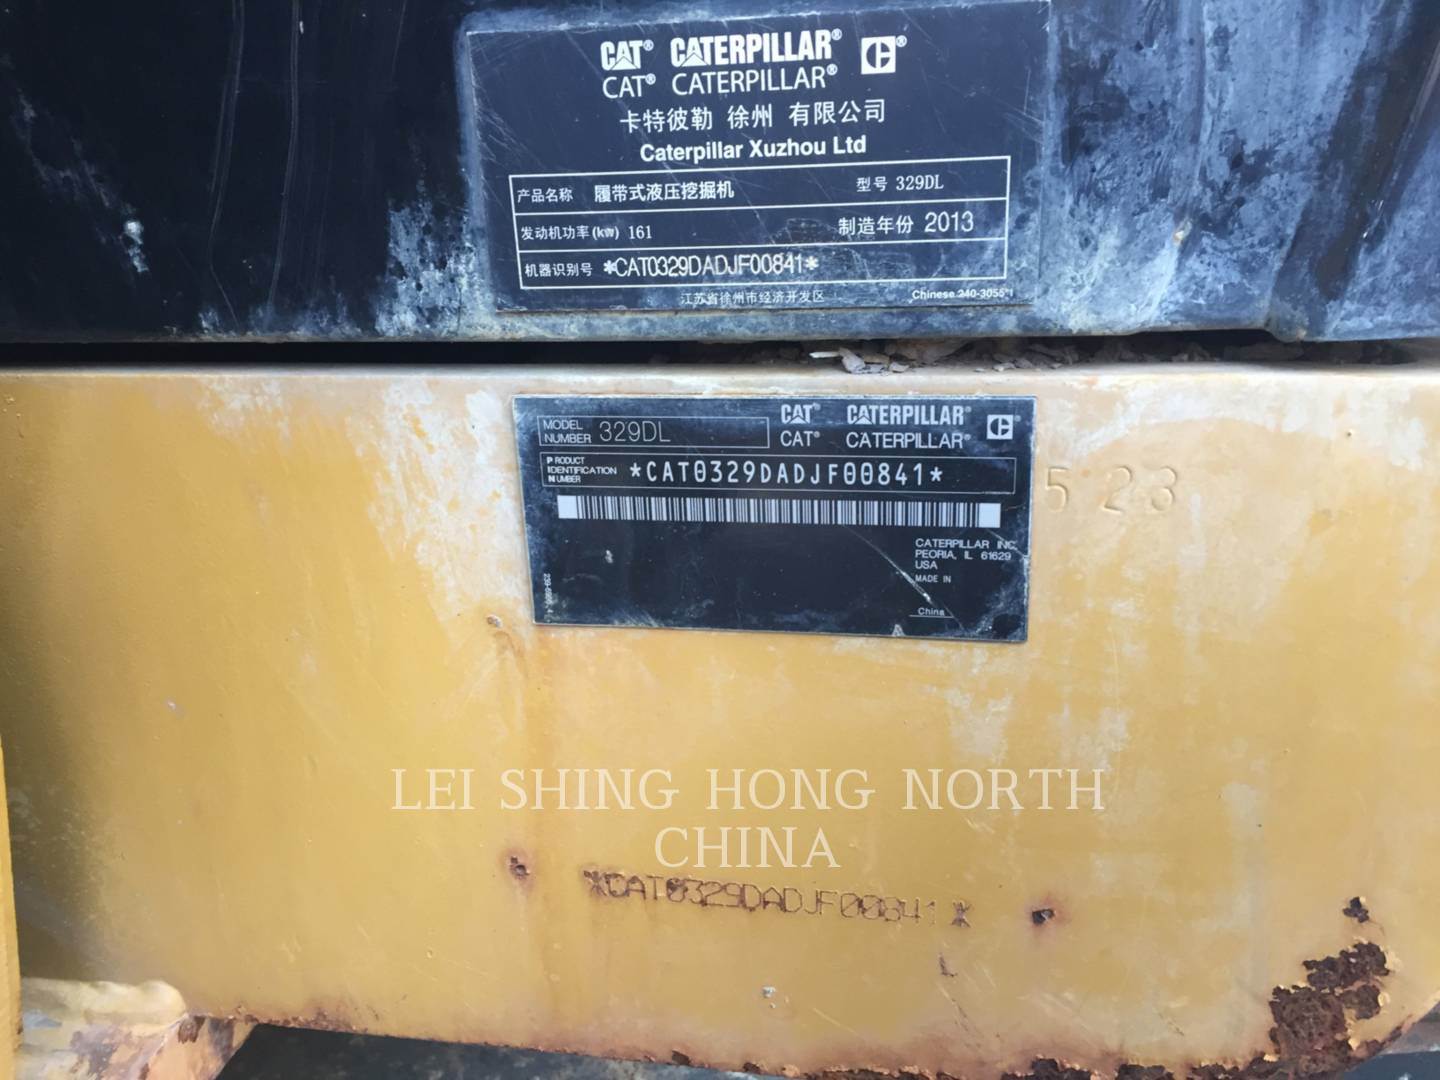 CAT® CATERPILLAR® C®
CAT® CATERPILLAR®
卡特彼勒 徐州 有限公司
Caterpillar Xuzhou Ltd
产品名称 履带式液压挖掘机 型号 329DL
发动机功率(kw) 161 制造年份 2013
机器识别号 *CAT0329DADJF00841*
江苏省徐州市经济开发区 Chinese 240-3055
MODEL NUMBER 329DL CAT® CATERPILLAR® C®
CAT® CATERPILLAR®
PRODUCT IDENTIFICATION NUMBER *CAT0329DADJF00841*
523
CATERPILLAR INC.
PEORIA, IL 61629
USA
MADE IN
China
LEI SHING HONG NORTH
CHINA
*CAT0329DADJF00841*